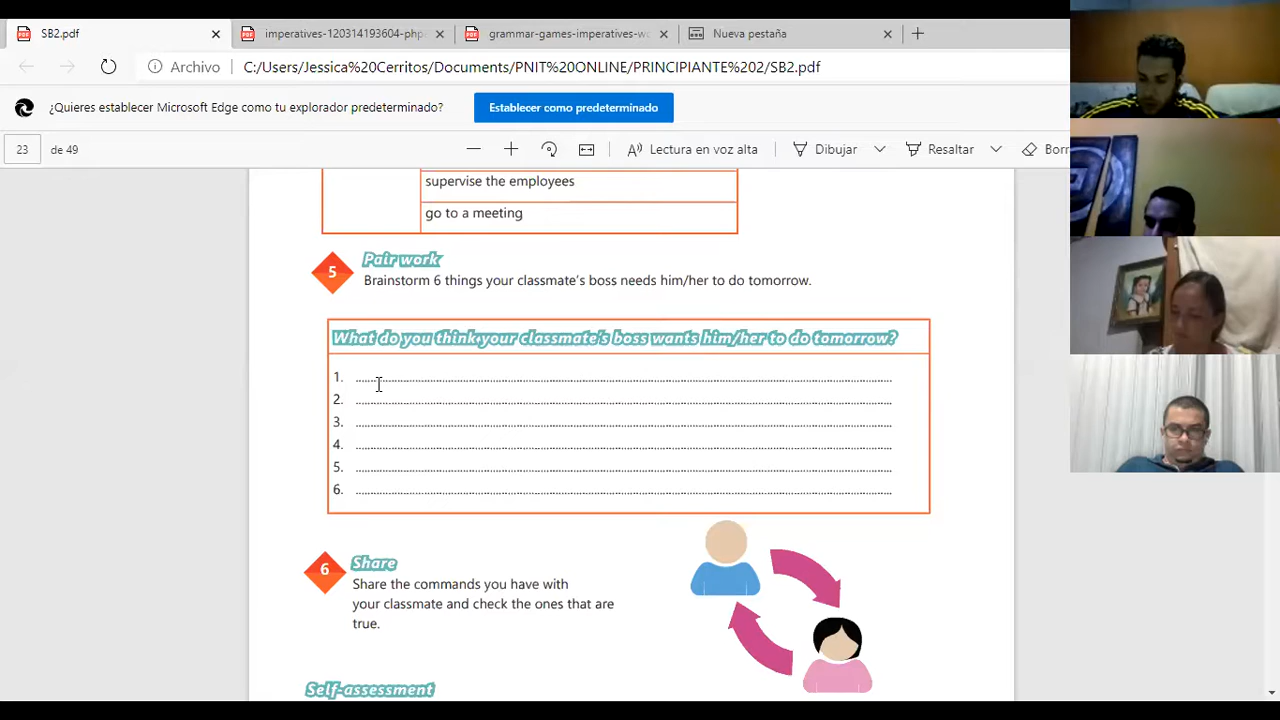 SB2.pdf
imperatives-120314193604-php
grammar-games-imperatives-wo
Nueva pestaña
Archivo
C:/Users/Jessica%20Cerritos/Documents/PNIT%20ONLINE/PRINCIPIANTE%202/SB2.pdf
¿Quieres establecer Microsoft Edge como tu explorador predeterminado?
Establecer como predeterminado
23
de 49
Lectura en voz alta
Dibujar
Resaltar
Borr
supervise the employees
go to a meeting
5
Pair work
Brainstorm 6 things your classmate's boss needs him/her to do tomorrow.
What do you think your classmate's boss wants him/her to do tomorrow?
1.
2.
3.
4.
5.
6.
6
Share
Share the commands you have with
your classmate and check the ones that are
true.
Self-assessment